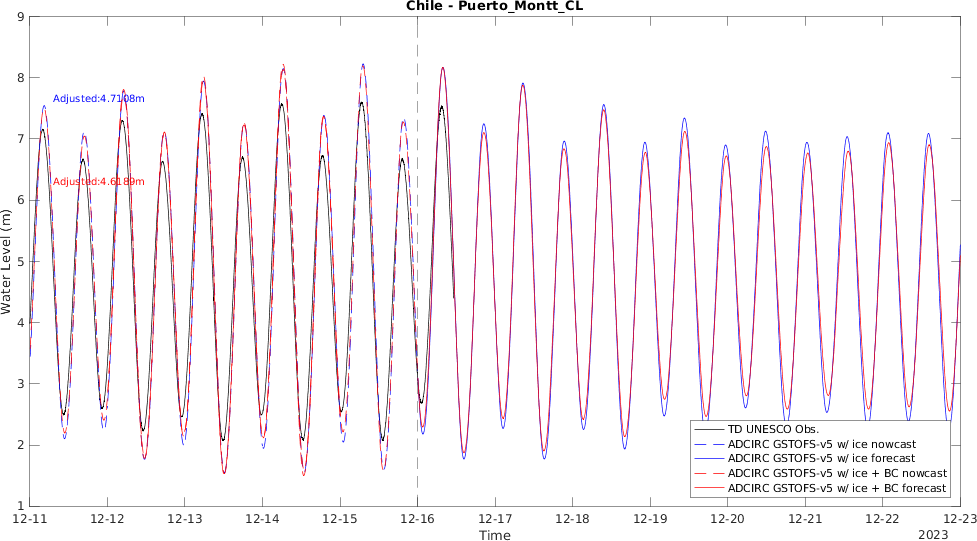 Chile - Puerto_Montt_CL
9
8
7
6
5
4
3
2
1
Water Level (m)
Adjusted:4.7108m
Adjusted:4.6189m
TD UNESCO Obs.
ADCIRC GSTOFS-v5 w/ ice nowcast
ADCIRC GSTOFS-v5 w/ ice forecast
ADCIRC GSTOFS-v5 w/ ice + BC nowcast
ADCIRC GSTOFS-v5 w/ ice + BC forecast
12-11 12-12 12-13 12-14 12-15 12-16 12-17 12-18 12-19 12-20 12-21 12-22 12-23
Time
2023